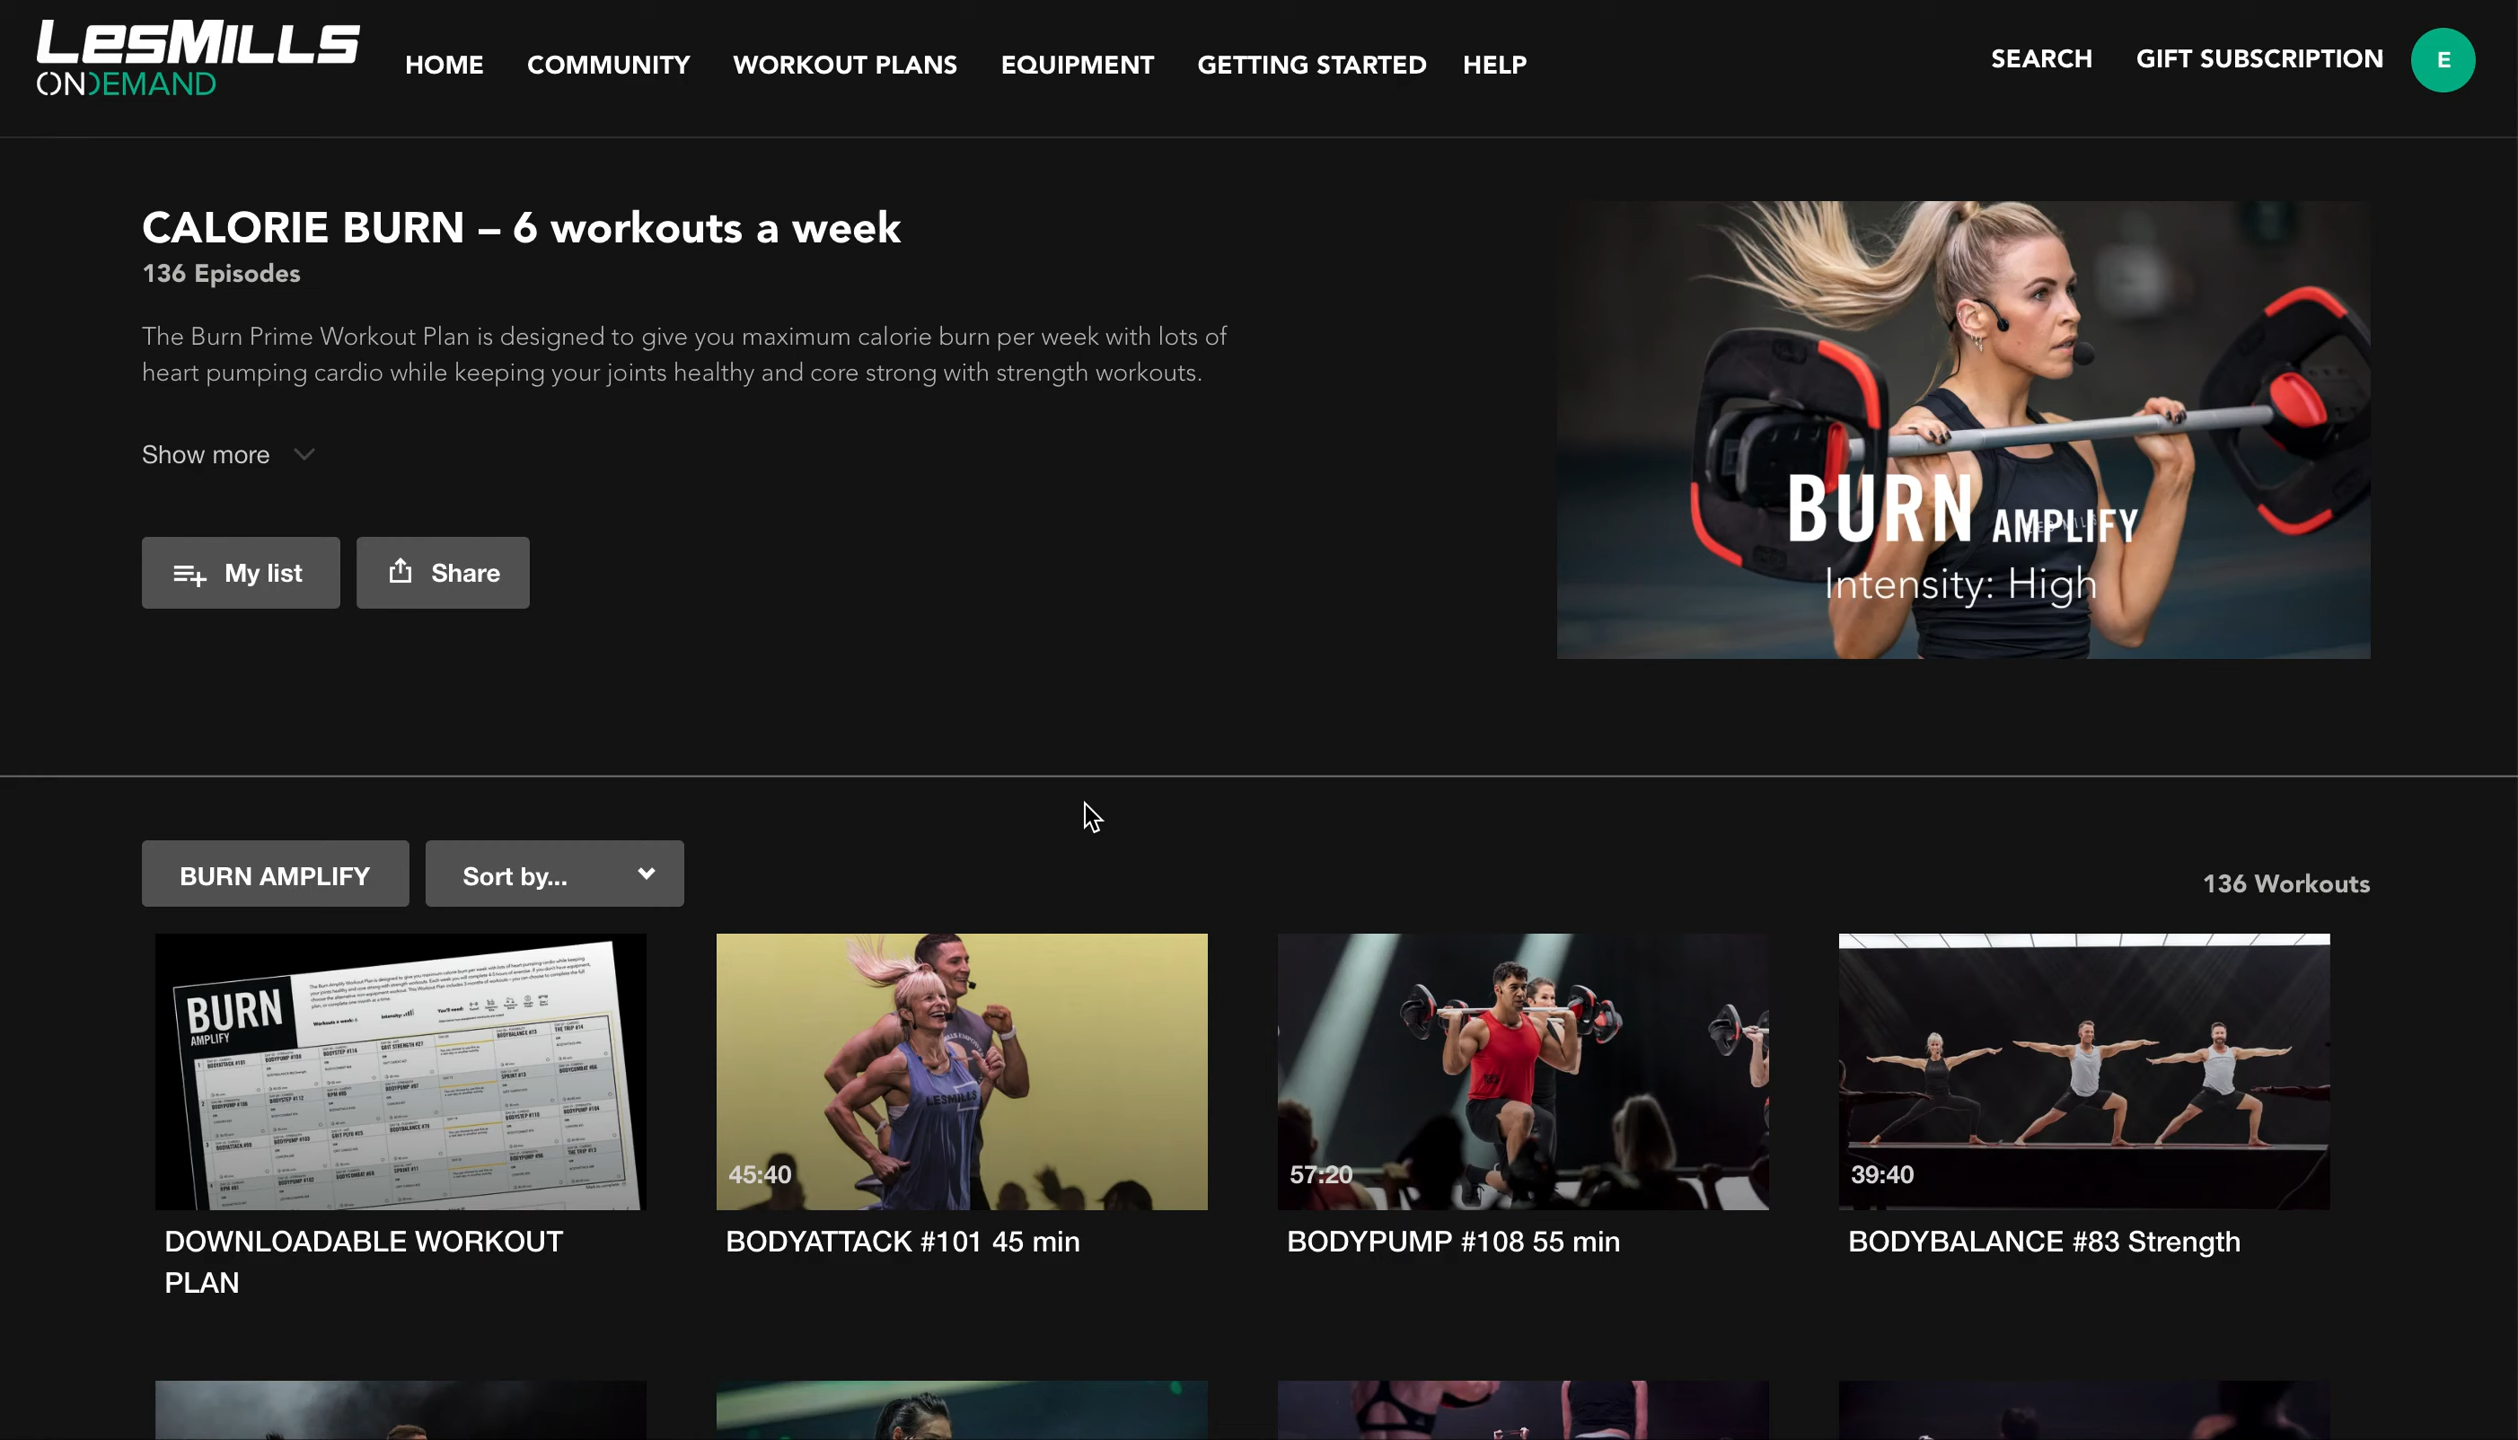 LESMILLS
ONDEMAND
HOME
COMMUNITY
WORKOUT PLANS
EQUIPMENT
GETTING STARTED
HELP
SEARCH
GIFT SUBSCRIPTION
E
CALORIE BURN – 6 workouts a week
136 Episodes
The Burn Prime Workout Plan is designed to give you maximum calorie burn per week with lots of
heart pumping cardio while keeping your joints healthy and core strong with strength workouts.
Show more
My list
Share
BURN AMPLIFY
Intensity: High
BURN AMPLIFY
Sort by...
136 Workouts
BURN
AMPLIFY
LESMILLS
45:40
57:20
39:40
DOWNLOADABLE WORKOUT
PLAN
BODYATTACK #101 45 min
BODYPUMP #108 55 min
BODYBALANCE #83 Strength